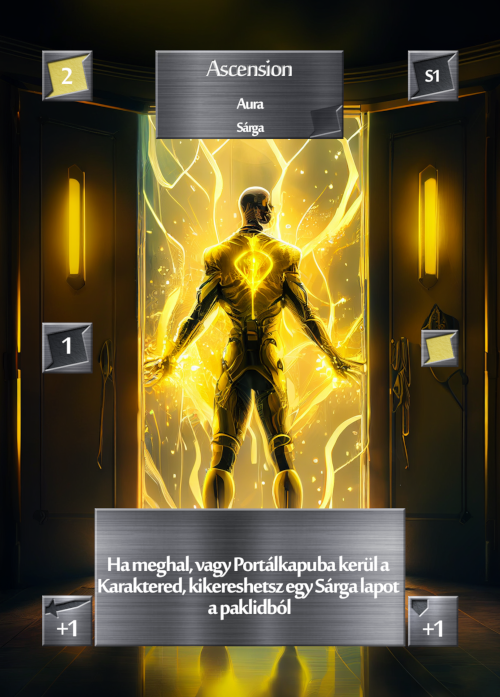 2
Ascension
S1
Aura
Sárga
1
Ha meghal, vagy Portálkapuba kerül a
Karaktered, kikereshetsz egy Sárga lapot
a paklidból
+1
+1